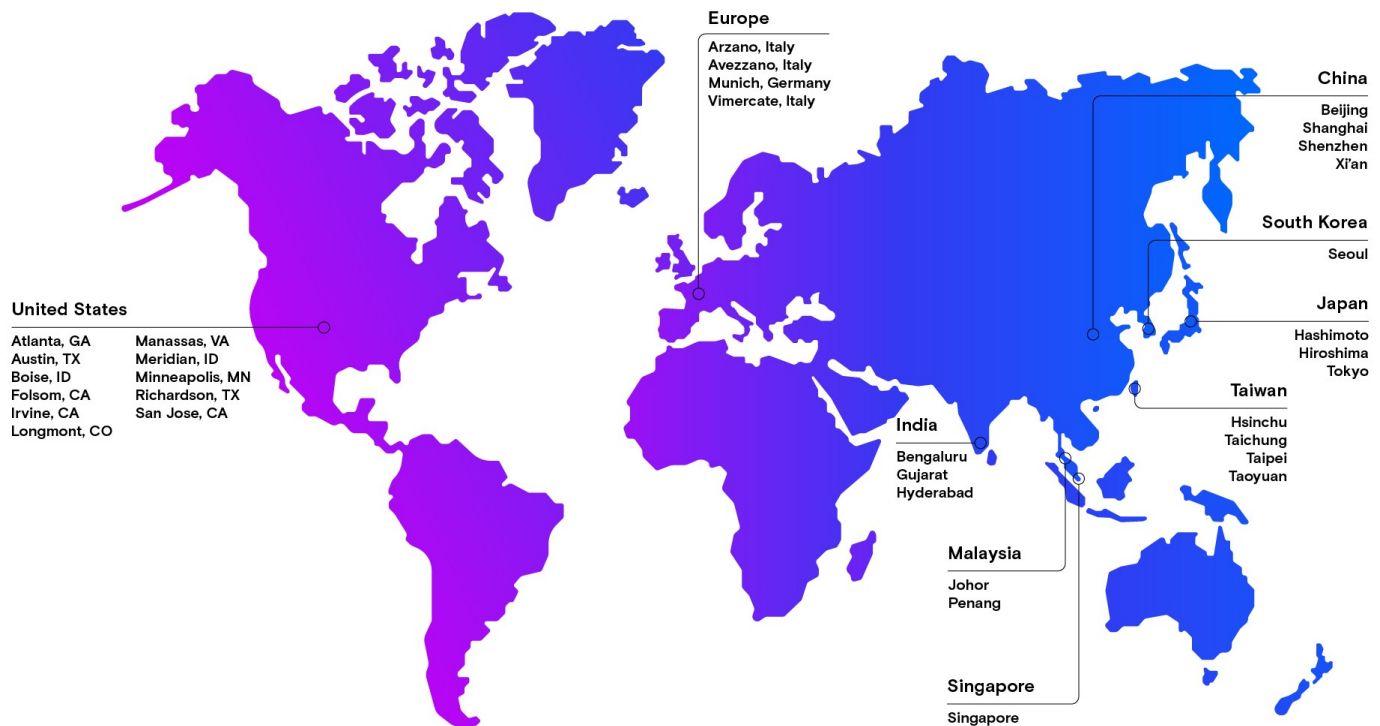 Europe
Arzano, Italy
Avezzano, Italy
Munich, Germany
Vimercate, Italy
China
Beijing
Shanghai
Shenzhen
Xi'an
South Korea
Seoul
United States
Atlanta, GA
Austin, TX
Boise, ID
Folsom, CA
Irvine, CA
Longmont, CO
Manassas, VA
Meridian, ID
Minneapolis, MN
Richardson, TX
San Jose, CA
Japan
Hashimoto
Hiroshima
Tokyo
Taiwan
Hsinchu
Taichung
Taipei
Taoyuan
India
Bengaluru
Gujarat
Hyderabad
Malaysia
Johor
Penang
Singapore
Singapore